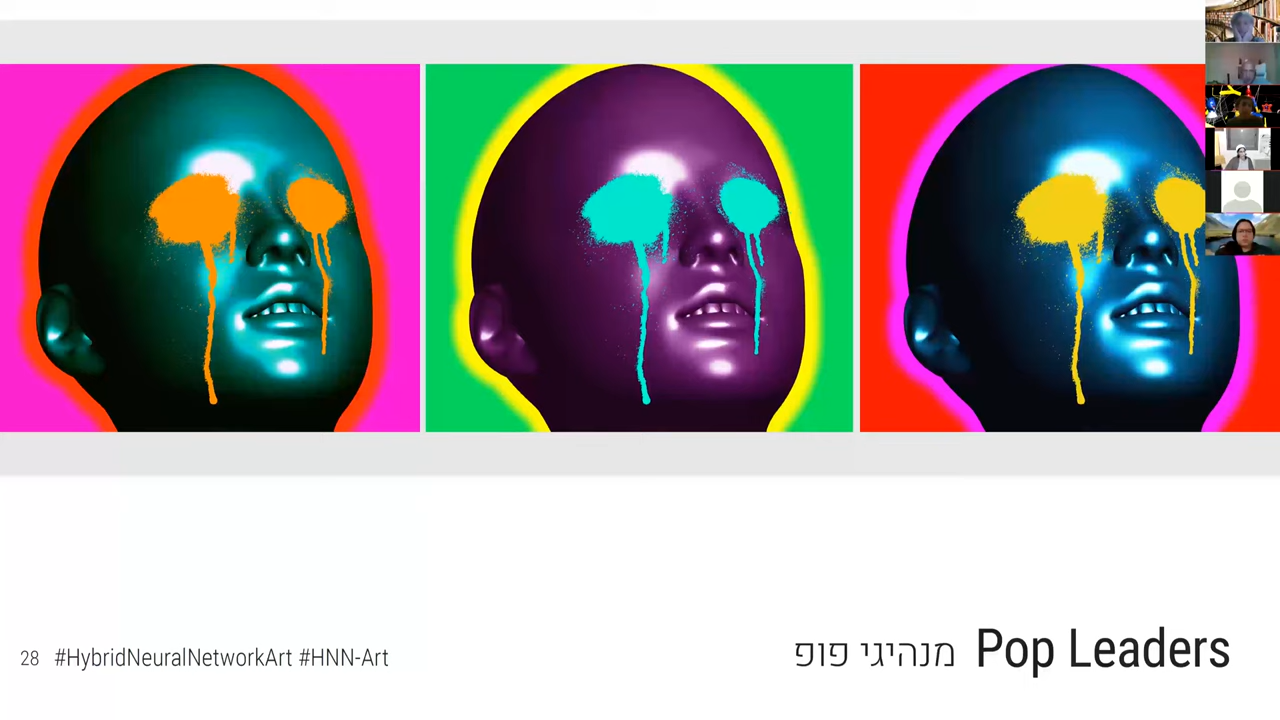 28 #HybridNeuralNetworkArt #HNN-Art
מנהיגי פופ Pop Leaders